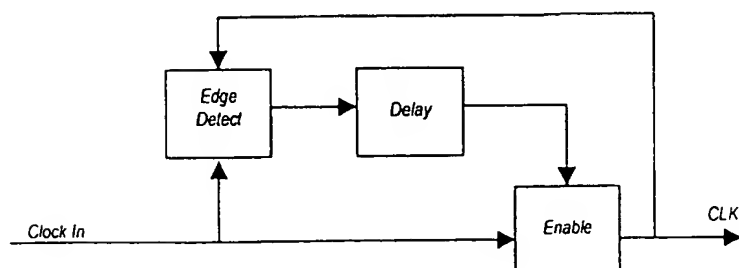 Edge
Detect
Delay
Clock In
Enable
CLK